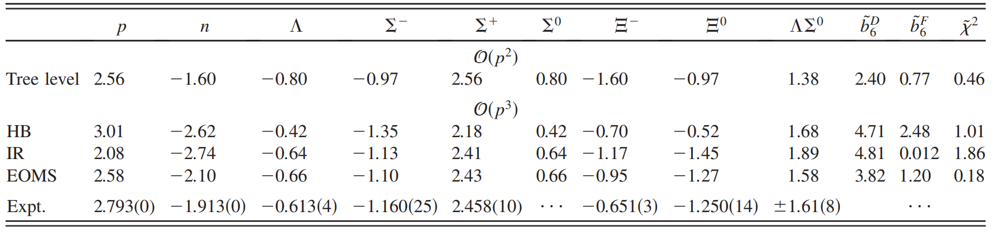 p n Λ Σ⁻ Σ⁺ Σ⁰ Ξ⁻ Ξ⁰ ΛΣ⁰ b̃₆ᴰ b̃₆ꟳ χ̃²
𝒪(p²)
Tree level 2.56 −1.60 −0.80 −0.97 2.56 0.80 −1.60 −0.97 1.38 2.40 0.77 0.46
𝒪(p³)
HB 3.01 −2.62 −0.42 −1.35 2.18 0.42 −0.70 −0.52 1.68 4.71 2.48 1.01
IR 2.08 −2.74 −0.64 −1.13 2.41 0.64 −1.17 −1.45 1.89 4.81 0.012 1.86
EOMS 2.58 −2.10 −0.66 −1.10 2.43 0.66 −0.95 −1.27 1.58 3.82 1.20 0.18
Expt. 2.793(0) −1.913(0) −0.613(4) −1.160(25) 2.458(10) ⋯ −0.651(3) −1.250(14) ±1.61(8) ⋯